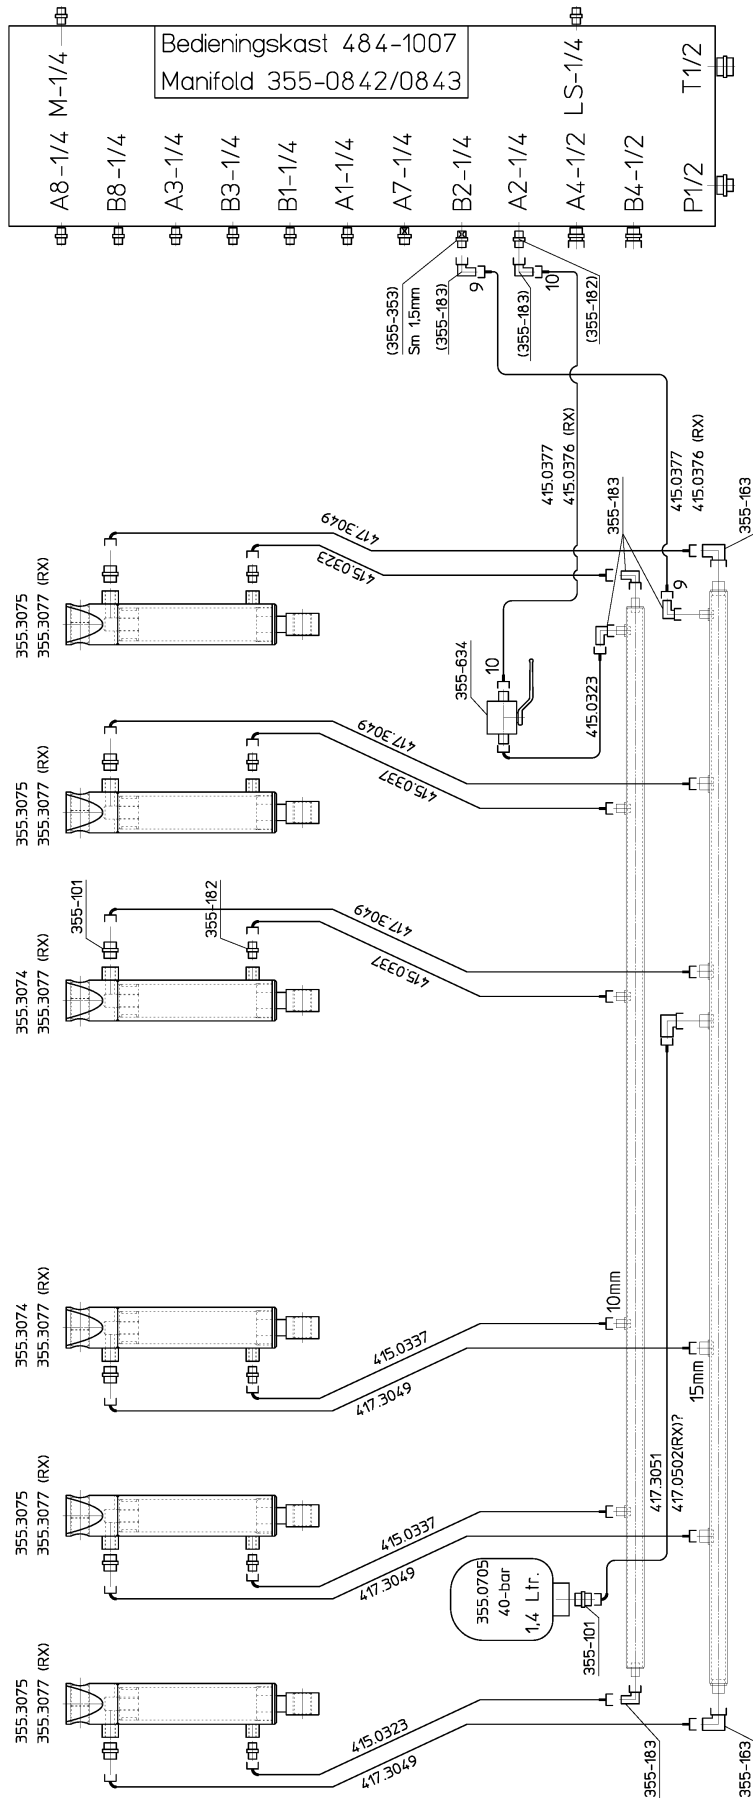 Bedieningskast 484-1007
Manifold 355-0842/0843
M-1/4
LS-1/4
T1/2
P1/2
A8-1/4
B8-1/4
A3-1/4
B3-1/4
B1-1/4
A1-1/4
A7-1/4
B2-1/4
A2-1/4
A4-1/2
B4-1/2
(355-353)
Sm 1,5mm
(355-183)
9
(355-183)
10
(355-182)
415.0377
415.0376 (RX)
415.0377
415.0376 (RX)
355-183
355-163
9
355.3075
355.3077 (RX)
417.3049
415.0323
355-634
10
415.0323
355.3075
355.3077 (RX)
417.3049
415.0337
355-101
355-182
355.3074
355.3077 (RX)
417.3049
415.0337
355.3074
355.3077 (RX)
415.0337
417.3049
10mm
15mm
355.3075
355.3077 (RX)
415.0337
417.3049
417.3051
417.0502(RX)?
355.0705
40-bar
1,4 Ltr.
355-101
355.3075
355.3077 (RX)
415.0323
417.3049
355-183
355-163